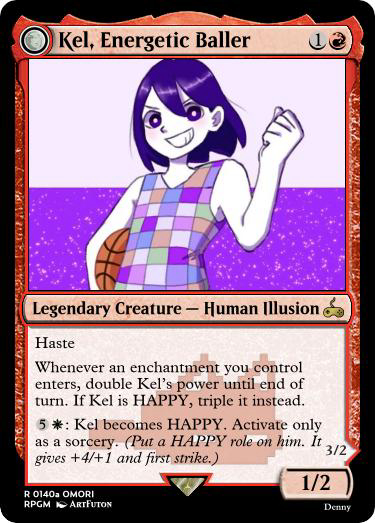 Kel, Energetic Baller 1
Legendary Creature — Human Illusion
Haste
Whenever an enchantment you control
enters, double Kel's power until end of
turn. If Kel is HAPPY, triple it instead.
5: Kel becomes HAPPY. Activate only
as a sorcery. (Put a HAPPY role on him. It
gives +4/+1 and first strike.)
3/2
1/2
R 0140a OMORI
RPGM ArtFuton
Denny